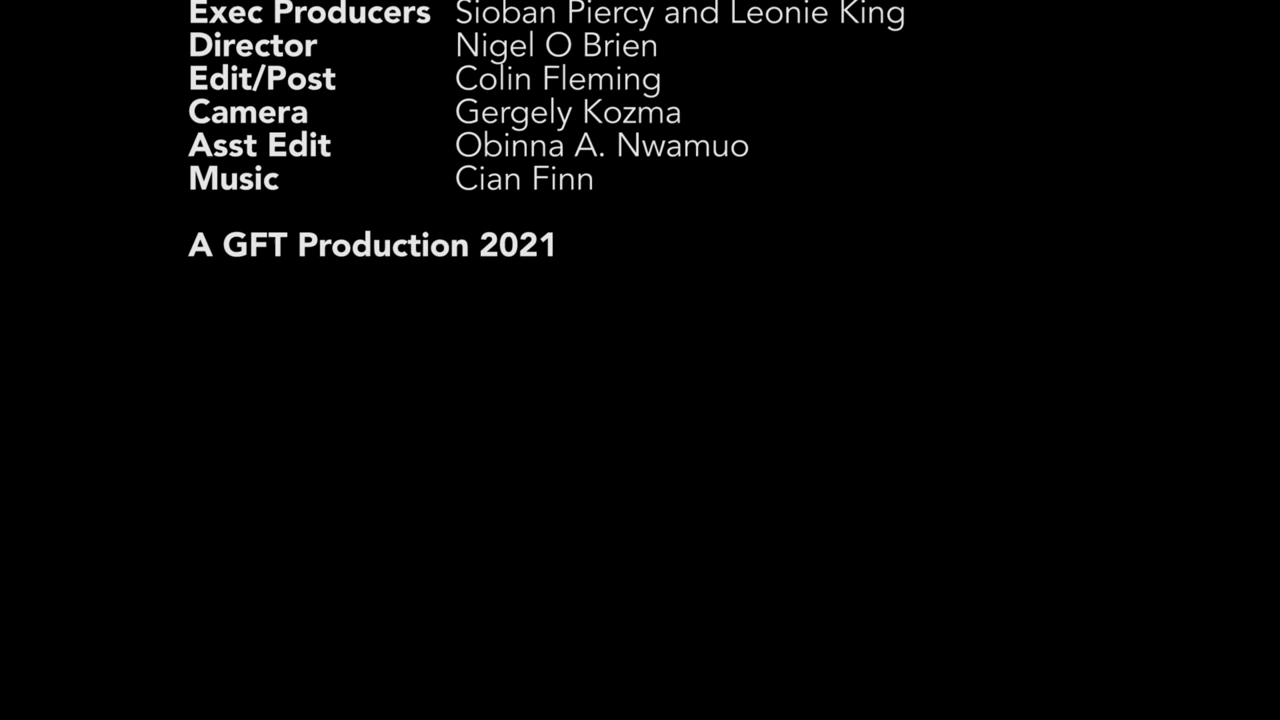 Exec Producers Sioban Piercy and Leonie King
Director Nigel O Brien
Edit/Post Colin Fleming
Camera Gergely Kozma
Asst Edit Obinna A. Nwamuo
Music Cian Finn
A GFT Production 2021